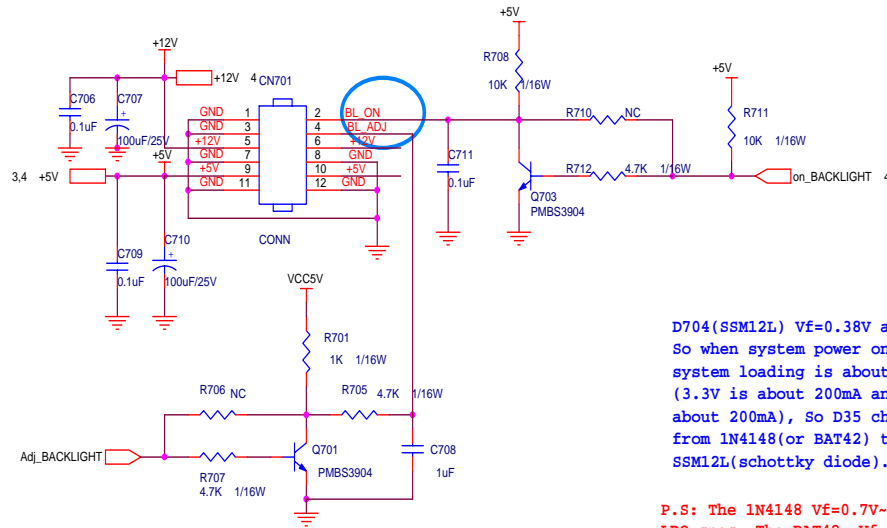 +5V
+12V
+12V 4 CN701
R708
10K 1/16W
+5V
C706
C707
0.1uF
100uF/25V
GND 1 2 BL_ON
GND 3 4 BL_ADJ
+12V 5 6 +12V
GND 7 8 GND
+5V 9 10 +5V
GND 11 12 GND
R710 NC
R711
10K 1/16W
C711
0.1uF
R712 4.7K 1/16W
+5V
3,4 +5V
Q703
PMBS3904
on_BACKLIGHT 4
CONN
C709
0.1uF
C710
100uF/25V
VCC5V
R701
1K 1/16W
R706 NC
R705 4.7K 1/16W
Adj_BACKLIGHT
R707
4.7K 1/16W
Q701
PMBS3904
C708
1uF
D704(SSM12L) Vf=0.38V a
So when system power on
system loading is about
(3.3V is about 200mA an
about 200mA), So D35 ch
from 1N4148(or BAT42) t
SSM12L(schottky diode).
P.S: The 1N4148 Vf=0.7V~